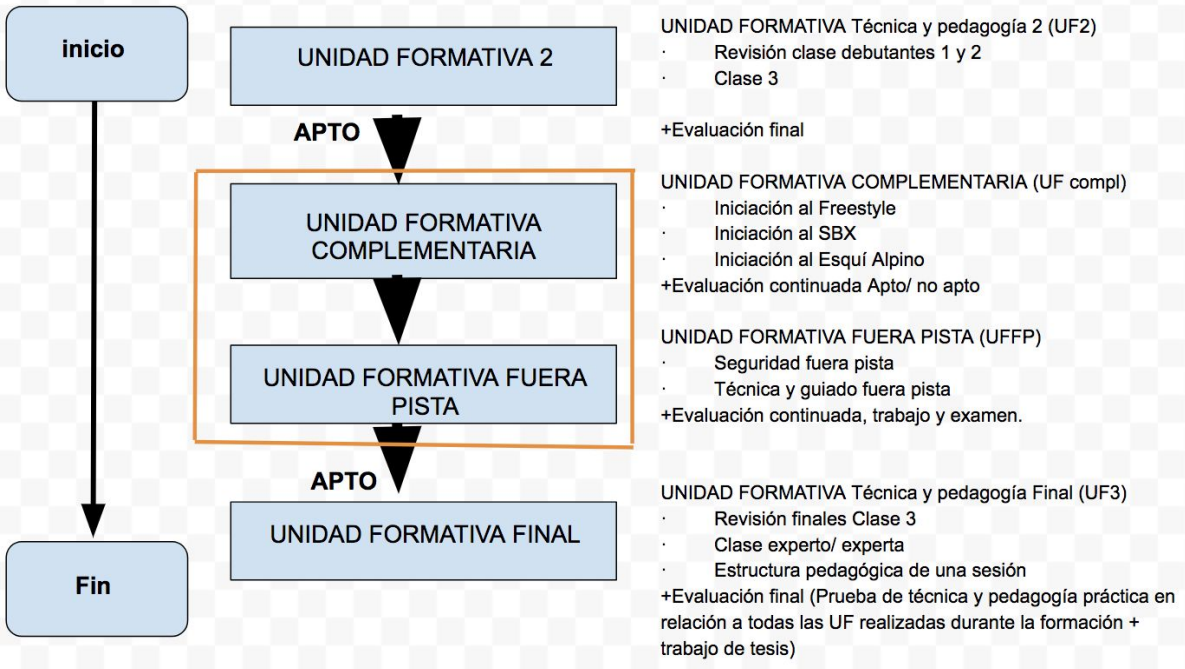 inicio
Fin
UNIDAD FORMATIVA 2
APTO
UNIDAD FORMATIVA
COMPLEMENTARIA
UNIDAD FORMATIVA FUERA
PISTA
APTO
UNIDAD FORMATIVA FINAL
UNIDAD FORMATIVA Técnica y pedagogía 2 (UF2)
· Revisión clase debutantes 1 y 2
· Clase 3
+Evaluación final
UNIDAD FORMATIVA COMPLEMENTARIA (UF compl)
· Iniciación al Freestyle
· Iniciación al SBX
· Iniciación al Esquí Alpino
+Evaluación continuada Apto/ no apto
UNIDAD FORMATIVA FUERA PISTA (UFFP)
· Seguridad fuera pista
· Técnica y guiado fuera pista
+Evaluación continuada, trabajo y examen.
UNIDAD FORMATIVA Técnica y pedagogía Final (UF3)
· Revisión finales Clase 3
· Clase experto/ experta
· Estructura pedagógica de una sesión
+Evaluación final (Prueba de técnica y pedagogía práctica en
relación a todas las UF realizadas durante la formación +
trabajo de tesis)